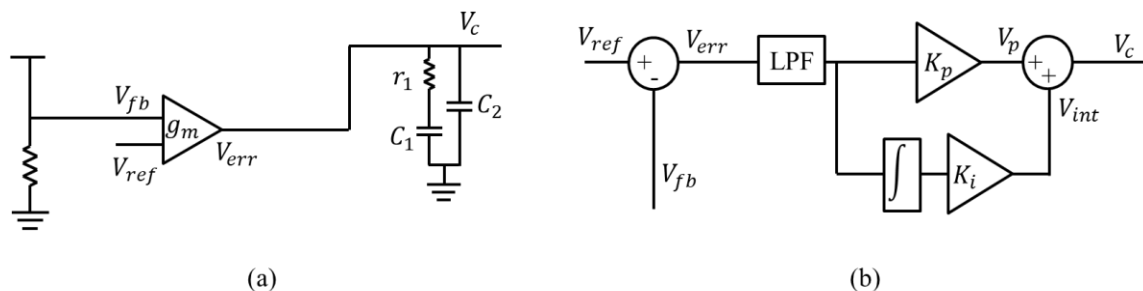 V_c
r_1
C_2
V_fb
g_m
C_1
V_ref
V_err
(a)
V_ref
V_err
LPF
K_p
V_p
V_c
+
-
+
+
V_int
V_fb
∫
K_i
(b)